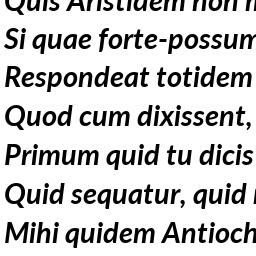 Quis Aristidem non
Si quae forte-possum
Respondeat totidem
Quod cum dixissent,
Primum quid tu dicis
Quid sequatur, quid
Mihi quidem Antioch